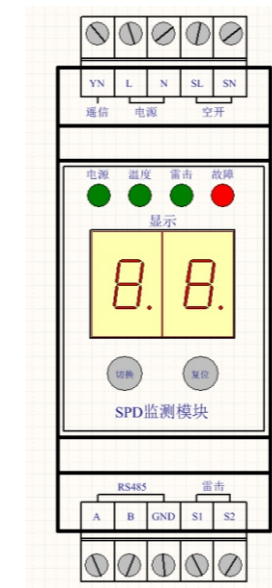 YN L N SL SN
遥信 电源 空开
电源 温度 雷击 故障
显示
8. 8.
切换 复位
SPD监测模块
RS485 雷击
A B GND S1 S2